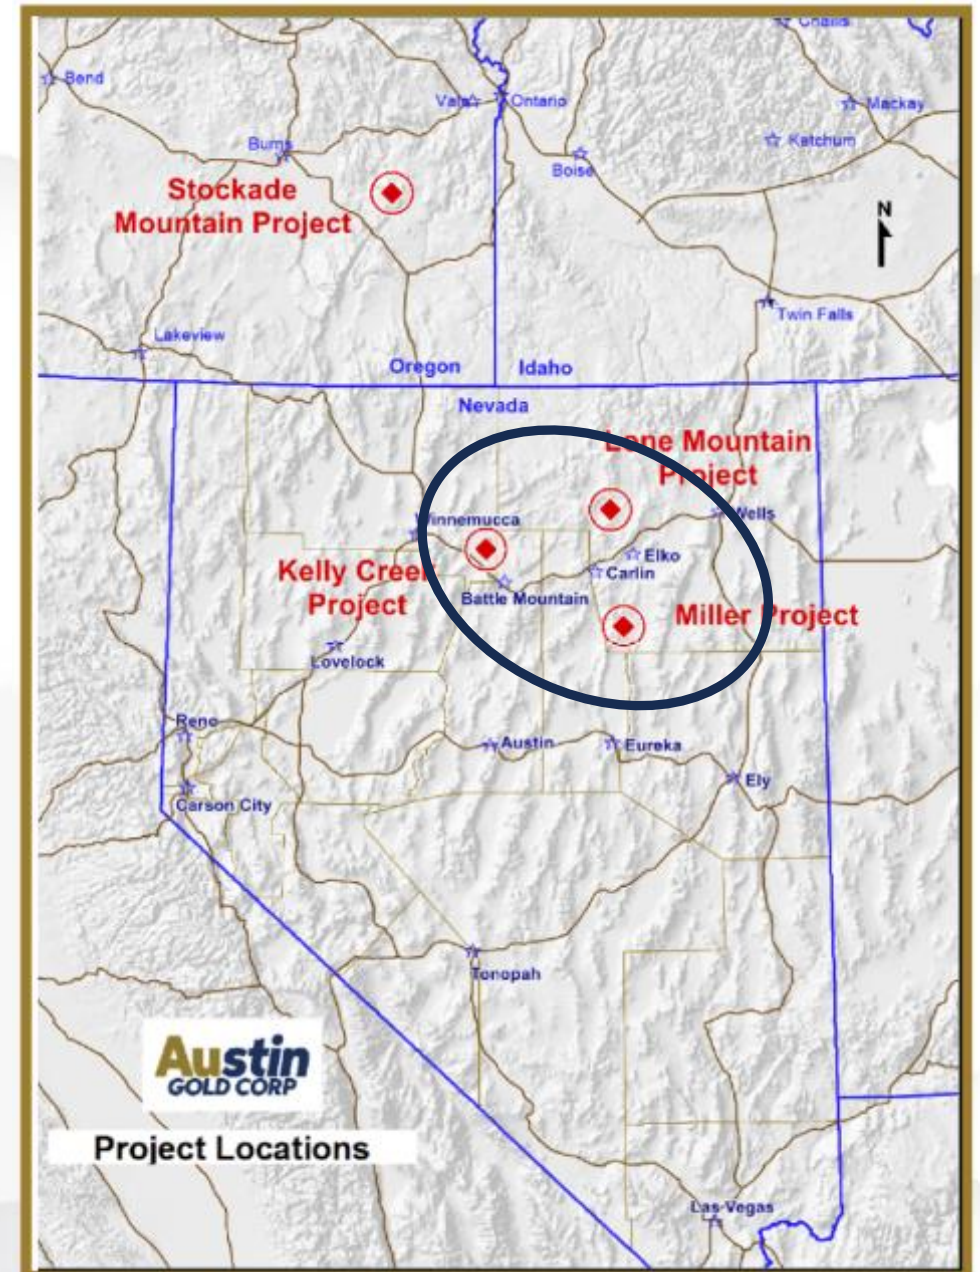 Challis
Bend
Vale
Ontario
Mackay
Ketchum
Burns
Boise
Stockade
Mountain Project
N
Twin Falls
Lakeview
Oregon
Idaho
Nevada
Lone Mountain
Project
Winnemucca
Wells
Elko
Carlin
Kelly Creek
Project
Battle Mountain
Miller Project
Lovelock
Reno
Austin
Eureka
Ely
Carson City
Tonopah
Austin
GOLD CORP
Project Locations
Las Vegas